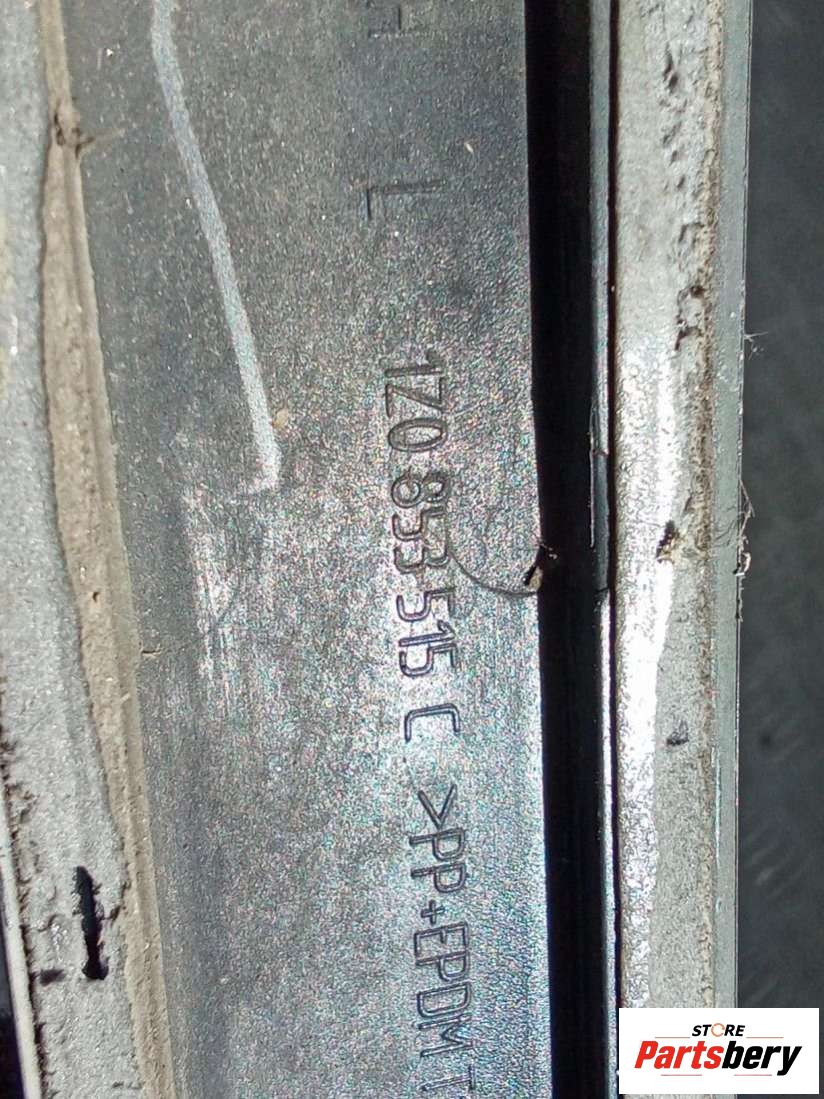 L
1Z0 853 515 C >PP+EPDM T
STORE
Partsbery